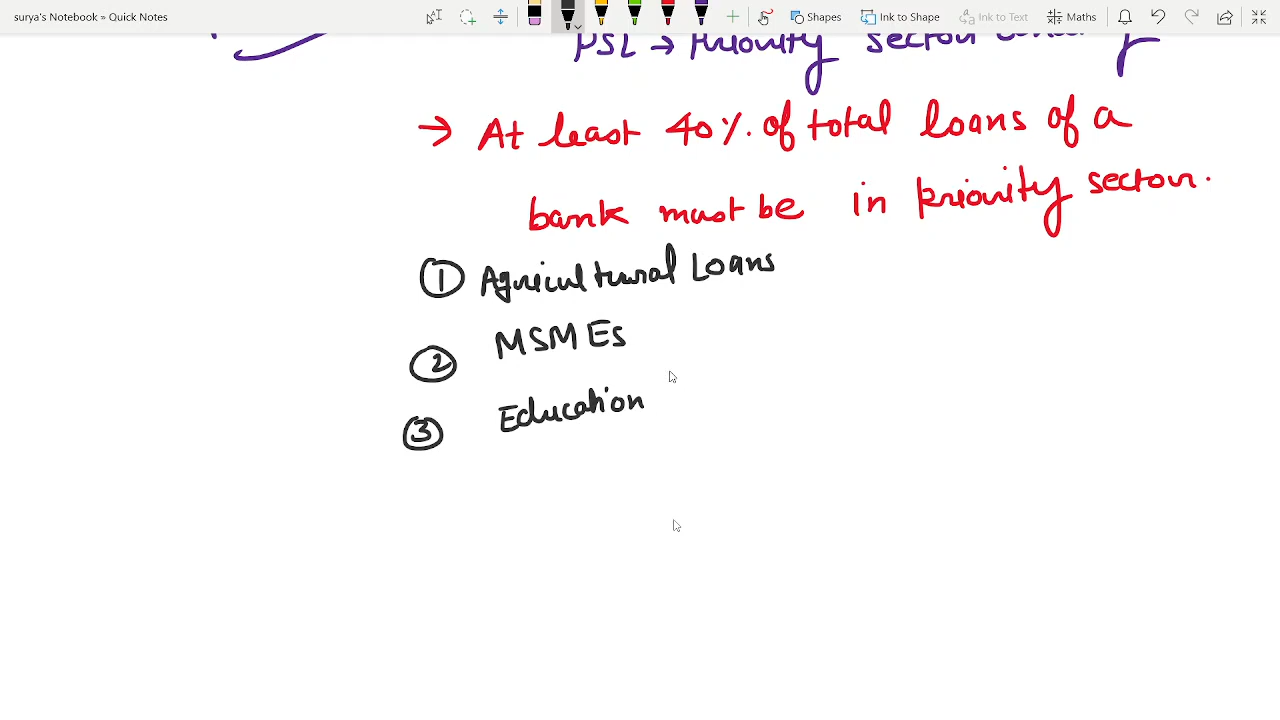 surya's Notebook » Quick Notes
Shapes
Ink to Shape
Ink to Text
Maths
PSL → Priority sector
→ At least 40%. of total loans of a
bank must be in priority sector.
① Agricultural Loans
② MSMEs
③ Education